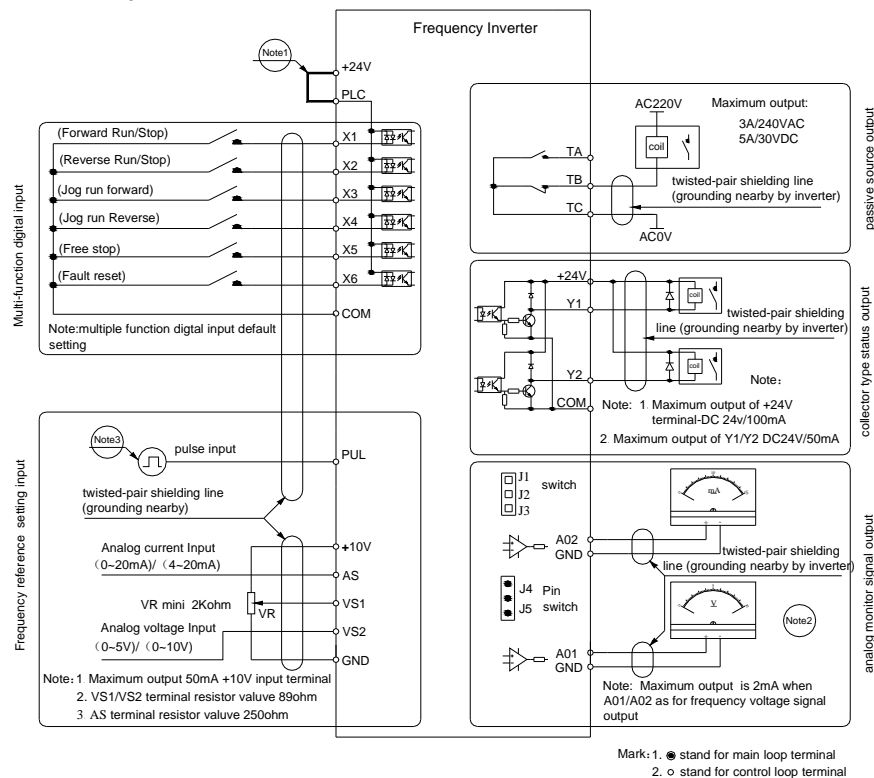 Frequency Inverter
Note1
+24V
PLC
Multi-function digital input
(Forward Run/Stop)
X1
(Reverse Run/Stop)
X2
(Jog run forward)
X3
(Jog run Reverse)
X4
(Free stop)
X5
(Fault reset)
X6
COM
Note:multiple function digtal input default
setting
Frequency reference setting input
Note3
pulse input
PUL
twisted-pair shielding line
(grounding nearby)
+10V
Analog current Input
(0~20mA)/（4~20mA)
AS
VR mini 2Kohm
VR
VS1
Analog voltage Input
(0~5V)/（0~10V)
VS2
GND
Note:1. Maximum output 50mA +10V input terminal
2. VS1/VS2 terminal resistor valuve 89ohm
3. AS terminal resistor valuve 250ohm
passive source output
AC220V
Maximum output:
3A/240VAC
5A/30VDC
coil
TA
TB
TC
twisted-pair shielding line
(grounding nearby by inverter)
AC0V
collector type status output
+24V
Y1
coil
twisted-pair shielding
line (grounding nearby by inverter)
Y2
coil
Note：
COM
Note: 1. Maximum output of +24V
terminal-DC 24v/100mA
2. Maximum output of Y1/Y2 DC24V/50mA
analog monitor signal output
J1
J2
J3
switch
mA
A02
GND
twisted-pair shielding
line (grounding nearby by inverter)
J4
J5
Pin
switch
V
Note2
A01
GND
Note: Maximum output is 2mA when
A01/A02 as for frequency voltage signal
output
Mark:1. stand for main loop terminal
2. stand for control loop terminal